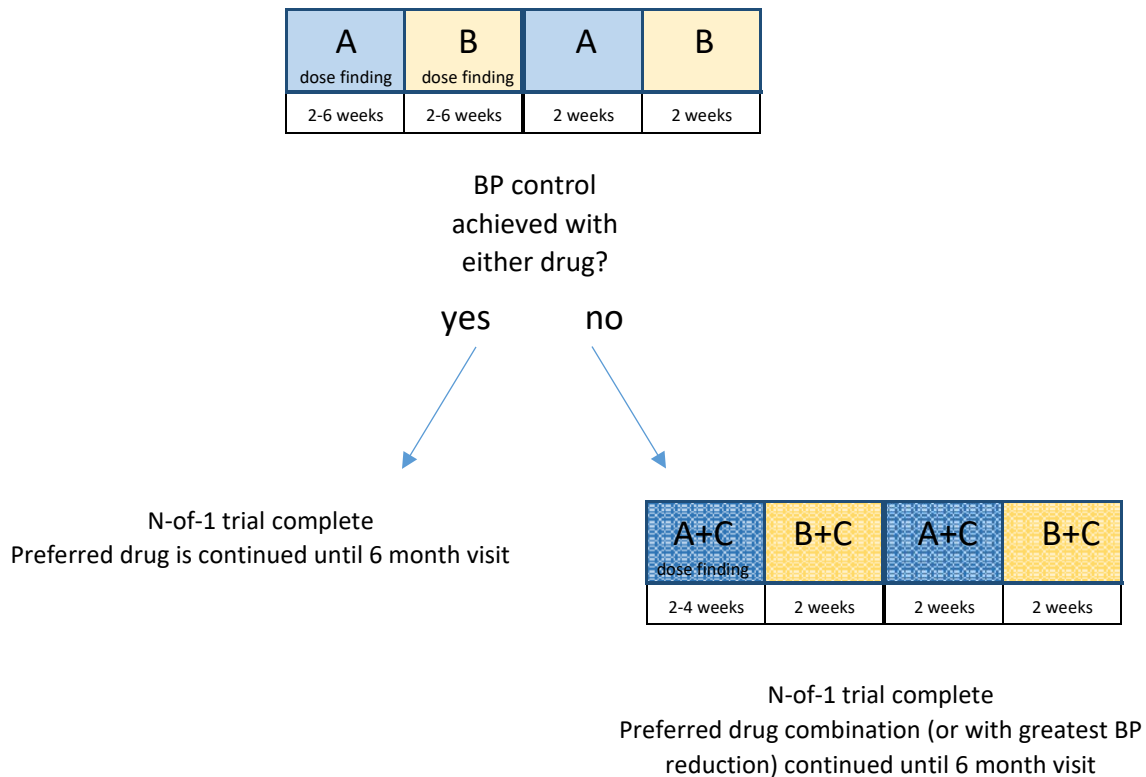 A B A B
dose finding dose finding
2-6 weeks 2-6 weeks 2 weeks 2 weeks
BP control
achieved with
either drug?
yes no
N-of-1 trial complete
Preferred drug is continued until 6 month visit
A+C B+C A+C B+C
dose finding
2-4 weeks 2 weeks 2 weeks 2 weeks
N-of-1 trial complete
Preferred drug combination (or with greatest BP
reduction) continued until 6 month visit